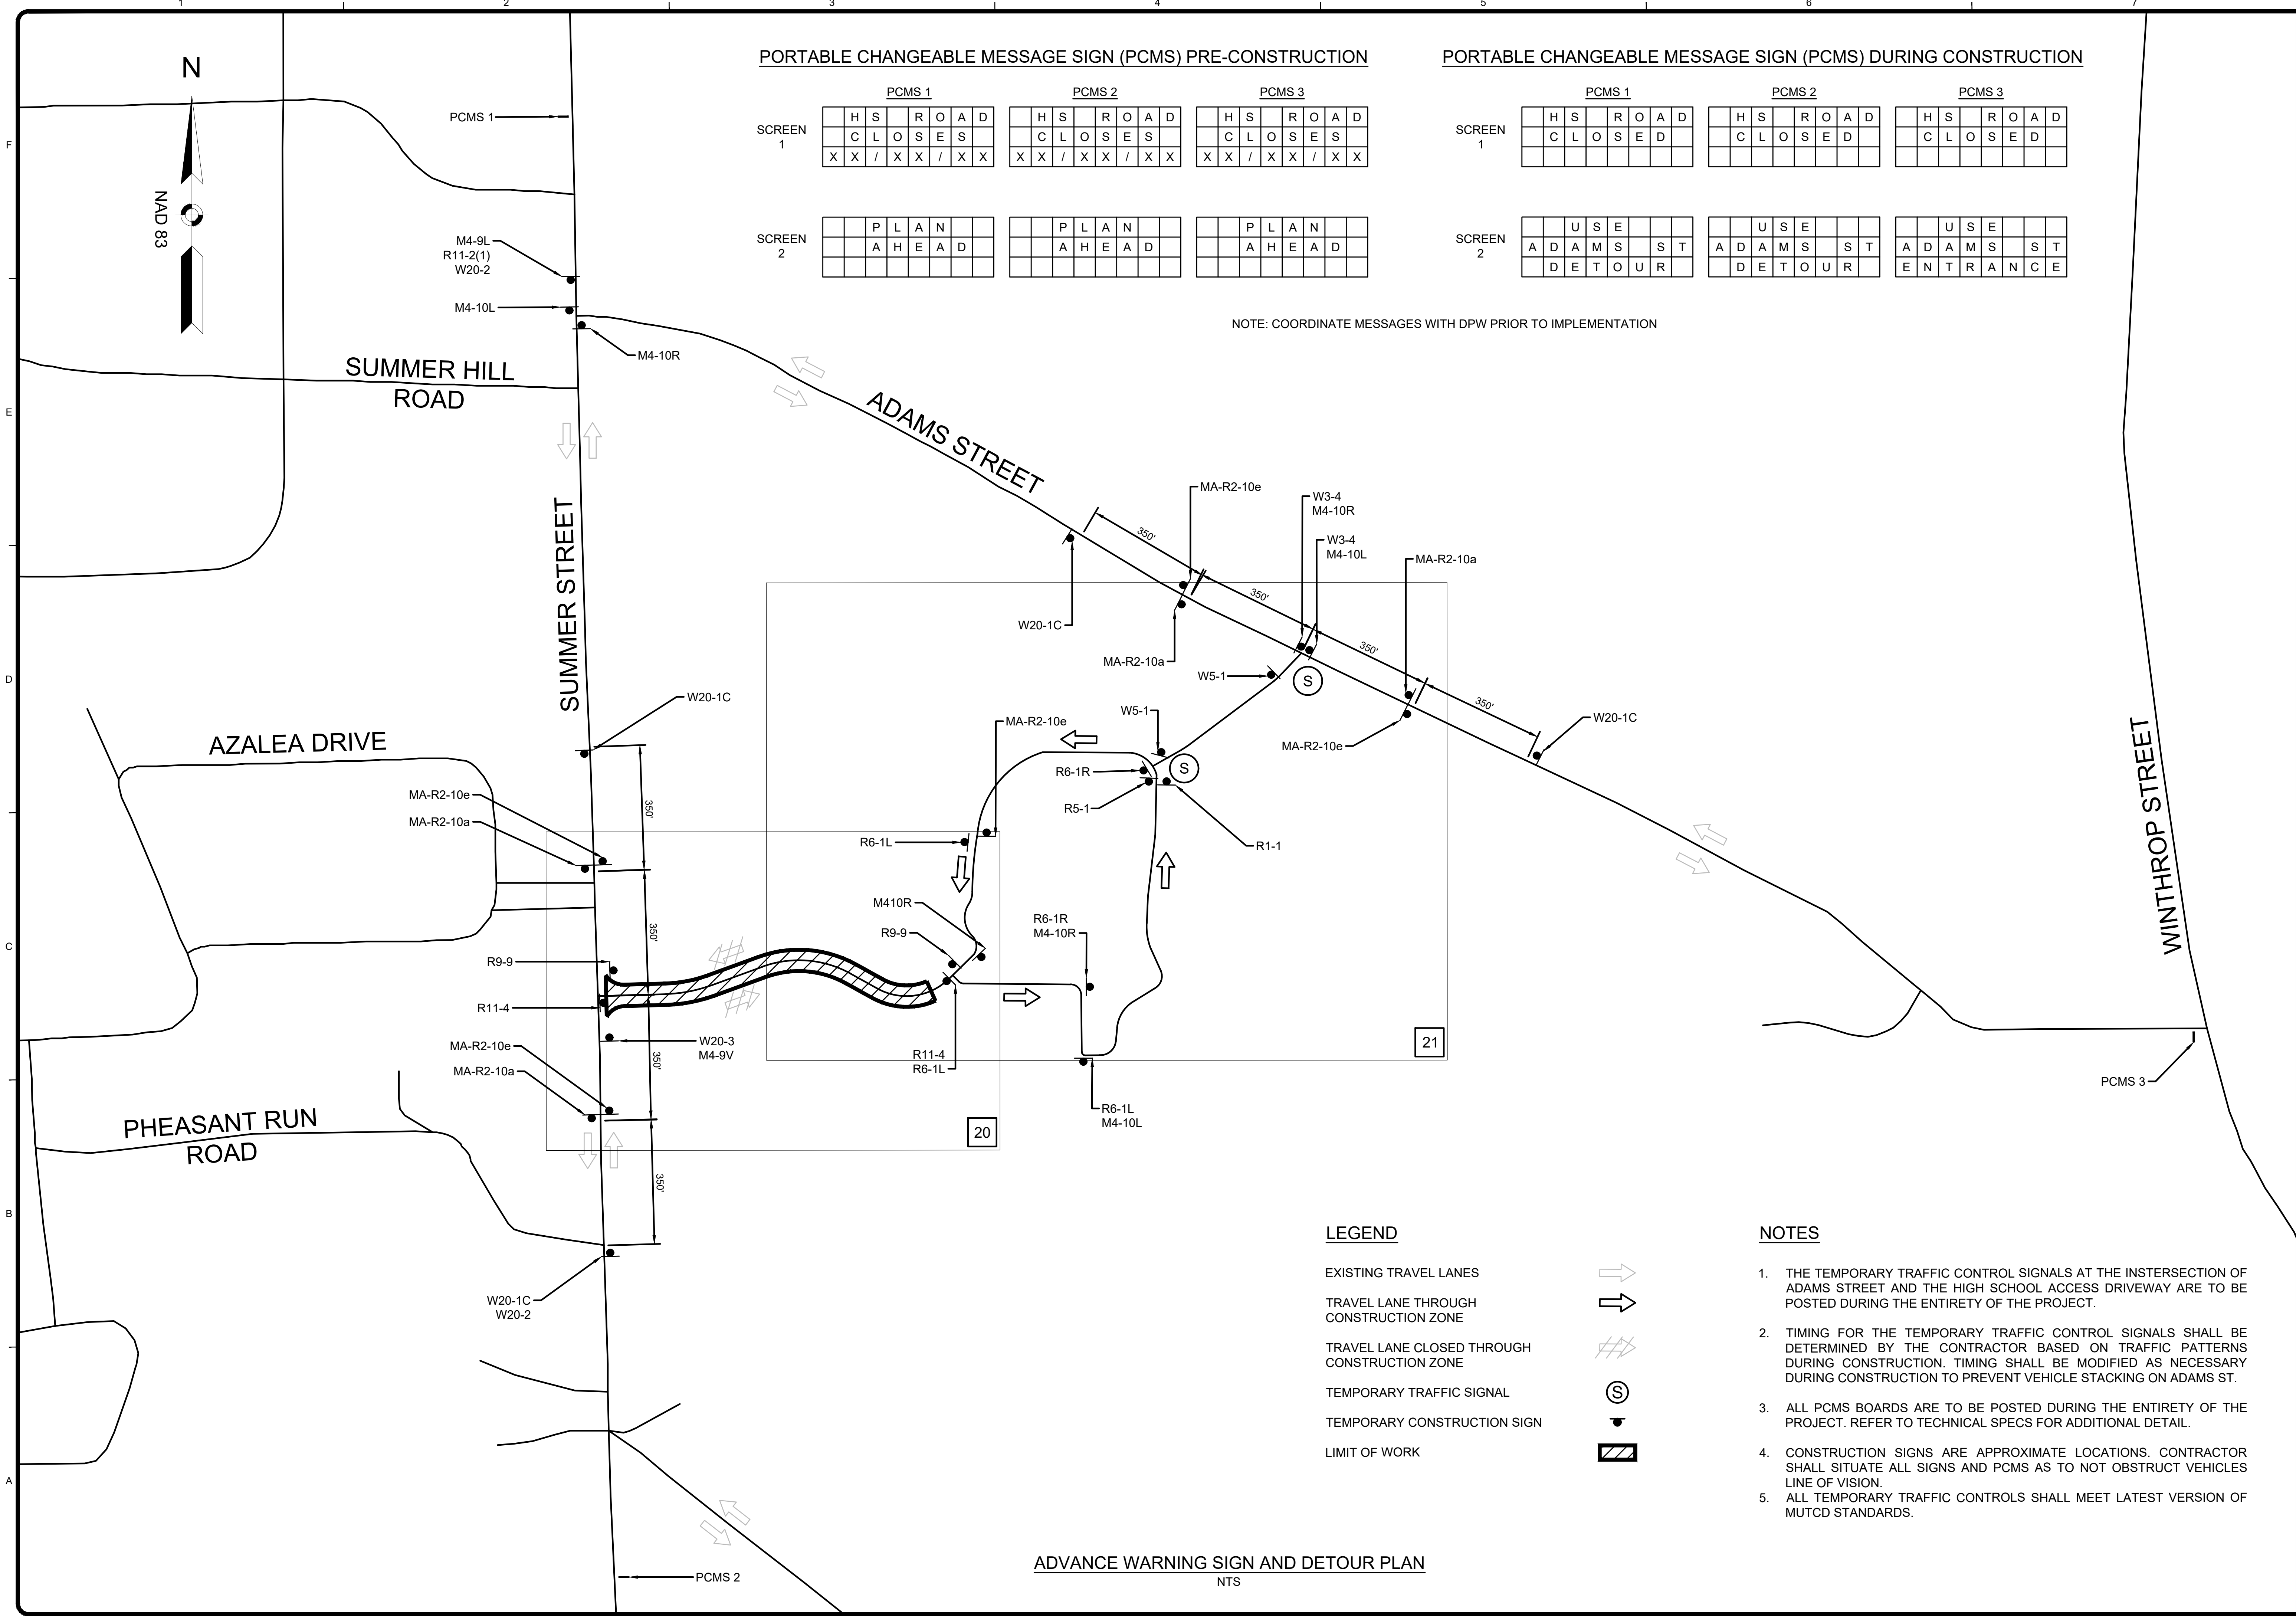 1 2 3 4 5 6 7
F
E
D
C
B
A
N
NAD 83
PORTABLE CHANGEABLE MESSAGE SIGN (PCMS) PRE-CONSTRUCTION
PCMS 1 PCMS 2 PCMS 3
SCREEN
1
HS ROAD HS ROAD HS ROAD
CLOSES CLOSES CLOSES
XX/XX/XX XX/XX/XX XX/XX/XX
SCREEN
2
PLAN PLAN PLAN
AHEAD AHEAD AHEAD
PORTABLE CHANGEABLE MESSAGE SIGN (PCMS) DURING CONSTRUCTION
PCMS 1 PCMS 2 PCMS 3
SCREEN
1
HS ROAD HS ROAD HS ROAD
CLOSED CLOSED CLOSED
SCREEN
2
USE USE USE
ADAMS ST ADAMS ST ADAMS ST
DETOUR DETOUR ENTRANCE
NOTE: COORDINATE MESSAGES WITH DPW PRIOR TO IMPLEMENTATION
PCMS 1
M4-9L
R11-2(1)
W20-2
M4-10L
M4-10R
SUMMER HILL
ROAD
ADAMS STREET
SUMMER STREET
350'
MA-R2-10e
W3-4
M4-10R
W3-4
M4-10L
MA-R2-10a
350'
W20-1C
350'
MA-R2-10a
W5-1
S
350'
W20-1C
W20-1C
AZALEA DRIVE
W5-1
MA-R2-10e
MA-R2-10e
WINTHROP STREET
R6-1R
S
MA-R2-10e
350'
R5-1
MA-R2-10a
R6-1L
R1-1
M410R
R6-1R
M4-10R
350'
R9-9
R9-9
R11-4
W20-3
M4-9V
MA-R2-10e
350'
MA-R2-10a
R11-4
R6-1L
21
PCMS 3
R6-1L
M4-10L
20
PHEASANT RUN
ROAD
350'
W20-1C
W20-2
PCMS 2
LEGEND
EXISTING TRAVEL LANES
TRAVEL LANE THROUGH
CONSTRUCTION ZONE
TRAVEL LANE CLOSED THROUGH
CONSTRUCTION ZONE
TEMPORARY TRAFFIC SIGNAL S
TEMPORARY CONSTRUCTION SIGN
LIMIT OF WORK
NOTES
1. THE TEMPORARY TRAFFIC CONTROL SIGNALS AT THE INSTERSECTION OF
ADAMS STREET AND THE HIGH SCHOOL ACCESS DRIVEWAY ARE TO BE
POSTED DURING THE ENTIRETY OF THE PROJECT.
2. TIMING FOR THE TEMPORARY TRAFFIC CONTROL SIGNALS SHALL BE
DETERMINED BY THE CONTRACTOR BASED ON TRAFFIC PATTERNS
DURING CONSTRUCTION. TIMING SHALL BE MODIFIED AS NECESSARY
DURING CONSTRUCTION TO PREVENT VEHICLE STACKING ON ADAMS ST.
3. ALL PCMS BOARDS ARE TO BE POSTED DURING THE ENTIRETY OF THE
PROJECT. REFER TO TECHNICAL SPECS FOR ADDITIONAL DETAIL.
4. CONSTRUCTION SIGNS ARE APPROXIMATE LOCATIONS. CONTRACTOR
SHALL SITUATE ALL SIGNS AND PCMS AS TO NOT OBSTRUCT VEHICLES
LINE OF VISION.
5. ALL TEMPORARY TRAFFIC CONTROLS SHALL MEET LATEST VERSION OF
MUTCD STANDARDS.
ADVANCE WARNING SIGN AND DETOUR PLAN
NTS